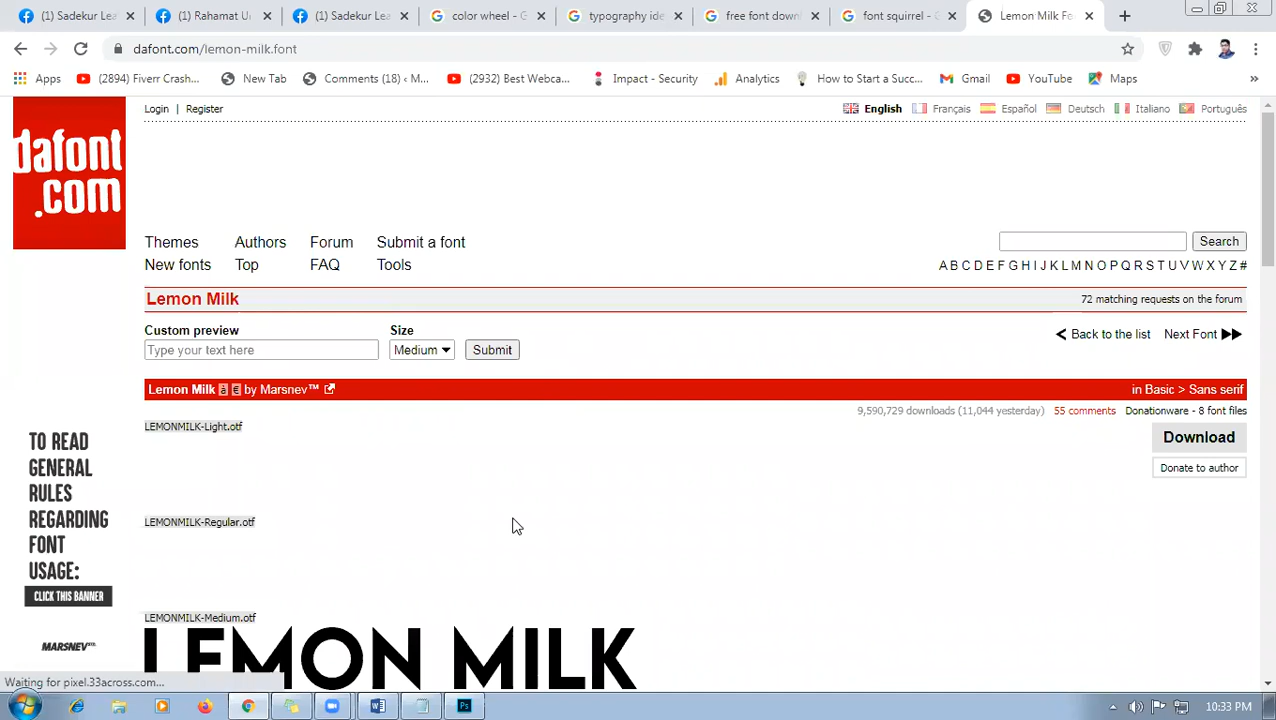 (1) Sadekur Lea
(1) Rahamat U
(1) Sadekur Lea
color wheel - G
typography ide
free font down
font squirrel - G
Lemon Milk Fo
dafont.com/lemon-milk.font
Apps
(2894) Fiverr Crash...
New Tab
Comments (18) ‹ M...
(2932) Best Webca...
Impact - Security
Analytics
How to Start a Succ...
Gmail
YouTube
Maps
»
dafont
.com
Login | Register
English
Français
Español
Deutsch
Italiano
Português
Themes
Authors
Forum
Submit a font
Search
New fonts
Top
FAQ
Tools
A B C D E F G H I J K L M N O P Q R S T U V W X Y Z #
Lemon Milk
72 matching requests on the forum
Custom preview
Size
Back to the list
Next Font
Type your text here
Medium
Submit
Lemon Milk à € by Marsnev™
in Basic > Sans serif
9,590,729 downloads (11,044 yesterday)
55 comments
Donationware - 8 font files
LEMONMILK-Light.otf
Download
Donate to author
TO READ
GENERAL
RULES
REGARDING
FONT
USAGE:
CLICK THIS BANNER
MARSNEV
LEMONMILK-Regular.otf
LEMONMILK-Medium.otf
LEMON MILK
Waiting for pixel.33across.com...
W
Ps
10:33 PM